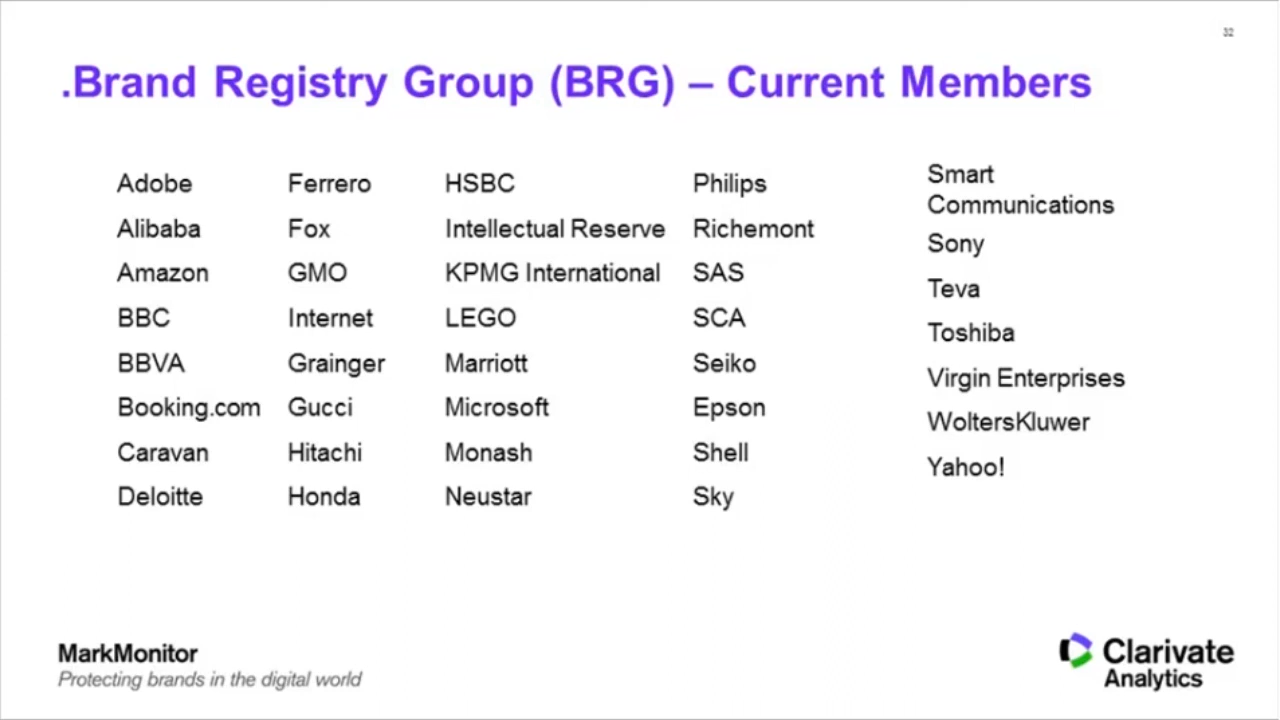 32
.Brand Registry Group (BRG) – Current Members
Adobe
Alibaba
Amazon
BBC
BBVA
Booking.com
Caravan
Deloitte
Ferrero
Fox
GMO
Internet
Grainger
Gucci
Hitachi
Honda
HSBC
Intellectual Reserve
KPMG International
LEGO
Marriott
Microsoft
Monash
Neustar
Philips
Richemont
SAS
SCA
Seiko
Epson
Shell
Sky
Smart
Communications
Sony
Teva
Toshiba
Virgin Enterprises
WoltersKluwer
Yahoo!
MarkMonitor
Protecting brands in the digital world
Clarivate
Analytics